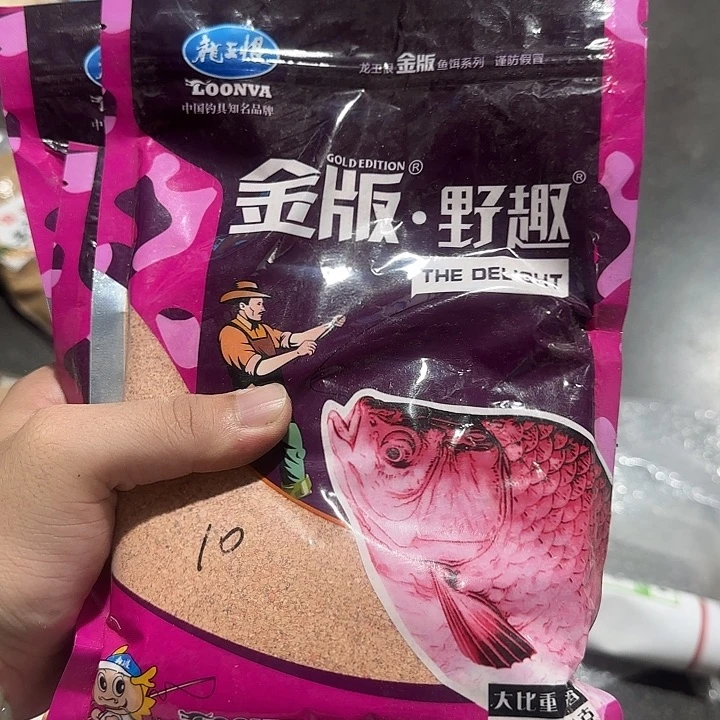 龙王恨
LOONVA
中国钓具知名品牌
龙王恨 金版 鱼饵系列 谨防假冒
GOLD EDITION ®
金版·野趣 ®
THE DELIGHT
10
大比重